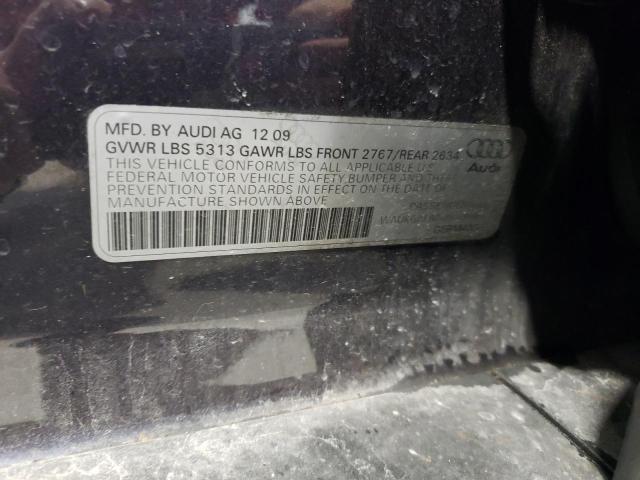 MFD. BY AUDI AG 12 09
GVWR LBS 5313 GAWR LBS FRONT 2767/REAR 2634
THIS VEHICLE CONFORMS TO ALL APPLICABLE U.S.
FEDERAL MOTOR VEHICLE SAFETY BUMPER AND THEFT
PREVENTION STANDARDS IN EFFECT ON THE DATE OF
MANUFACTURE SHOWN ABOVE
Audi